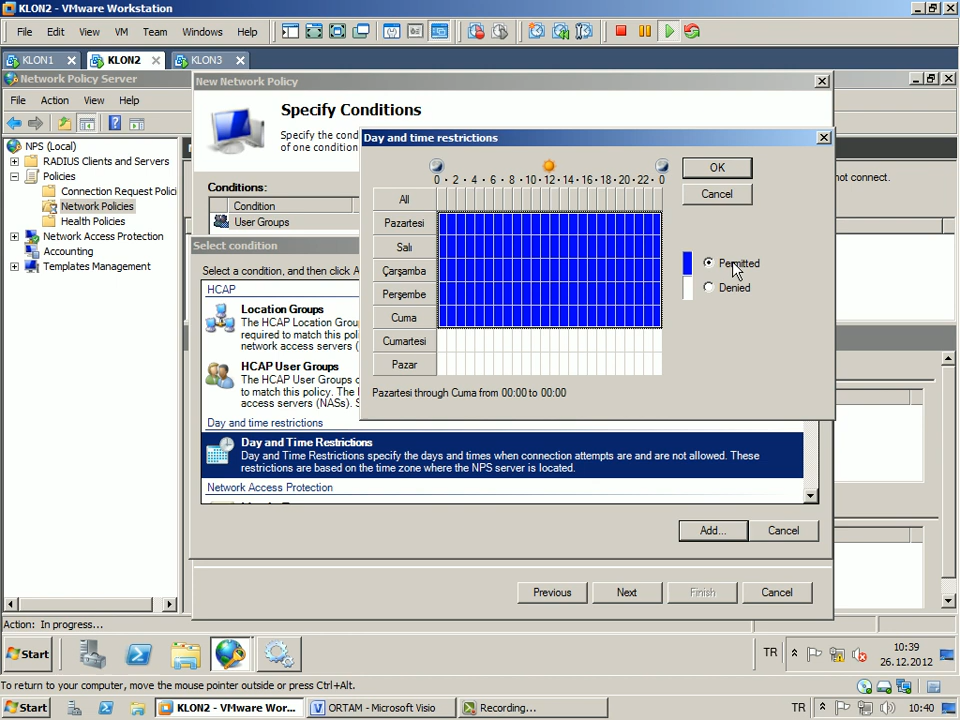 KLON2 - VMware Workstation
File Edit View VM Team Windows Help
KLON1 KLON2 KLON3
Network Policy Server
File Action View Help
NPS (Local)
RADIUS Clients and Servers
Policies
Connection Request Polici
Network Policies
Health Policies
Network Access Protection
Accounting
Templates Management
New Network Policy
Specify Conditions
Specify the cond
of one condition
Conditions:
Condition
User Groups
not connect.
Select condition
Select a condition, and then click A
HCAP
Location Groups
The HCAP Location Grou
required to match this pol
network access servers (
HCAP User Groups
The HCAP User Groups c
to match this policy. The
access servers (NAS).
Day and time restrictions
Day and Time Restrictions
Day and Time Restrictions specify the days and times when connection attempts are and are not allowed. These
restrictions are based on the time zone where the NPS server is located.
Network Access Protection
Add... Cancel
Previous Next Finish Cancel
Day and time restrictions
0 · 2 · 4 · 6 · 8 · 10 · 12 · 14 · 16 · 18 · 20 · 22 · 0
All
Pazartesi
Salı
Çarşamba
Perşembe
Cuma
Cumartesi
Pazar
OK
Cancel
Permitted
Denied
Pazartesi through Cuma from 00:00 to 00:00
Action: In progress...
Start TR 10:39
26.12.2012
To return to your computer, move the mouse pointer outside or press Ctrl+Alt.
Start KLON2 - VMware Wor... ORTAM - Microsoft Visio Recording... TR 10:40